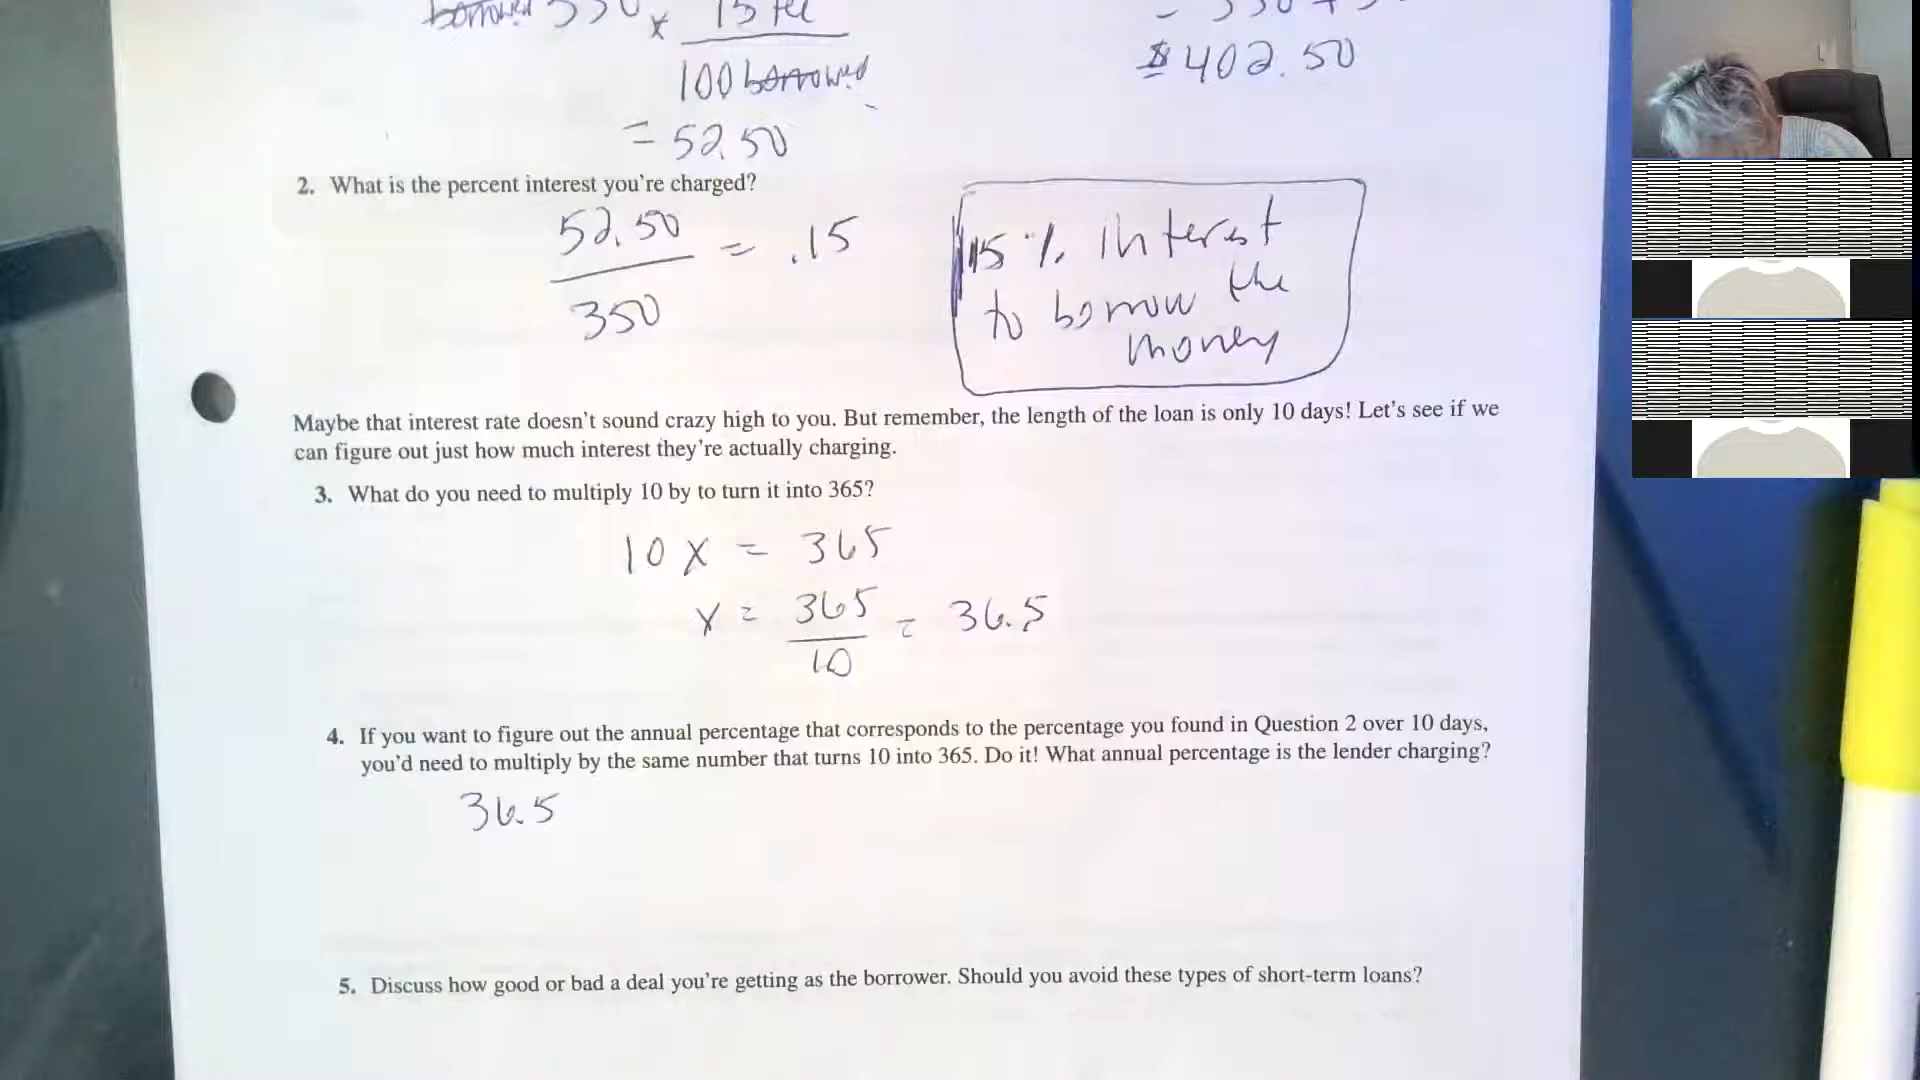 borrowed 350 x 15 fee
100 borrowed
= 52.50
= 350 + 5
$402.50
2. What is the percent interest you're charged?
52.50
350
= .15
15% interest
to borrow the
money
Maybe that interest rate doesn't sound crazy high to you. But remember, the length of the loan is only 10 days! Let's see if we
can figure out just how much interest they're actually charging.
3. What do you need to multiply 10 by to turn it into 365?
10 x = 365
x = 365 = 36.5
10
4. If you want to figure out the annual percentage that corresponds to the percentage you found in Question 2 over 10 days,
you'd need to multiply by the same number that turns 10 into 365. Do it! What annual percentage is the lender charging?
36.5
5. Discuss how good or bad a deal you're getting as the borrower. Should you avoid these types of short-term loans?